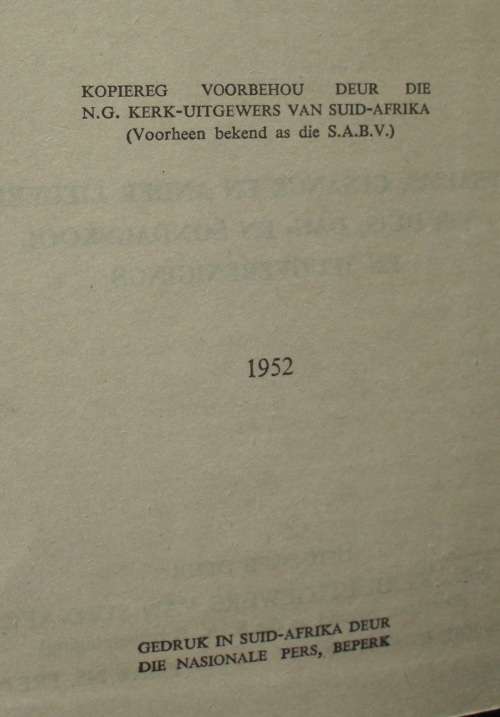 KOPIEREG VOORBEHOU DEUR DIE
N.G. KERK-UITGEWERS VAN SUID-AFRIKA
(Voorheen bekend as die S.A.B.V.)
1952
GEDRUK IN SUID-AFRIKA DEUR
DIE NASIONALE PERS, BEPERK